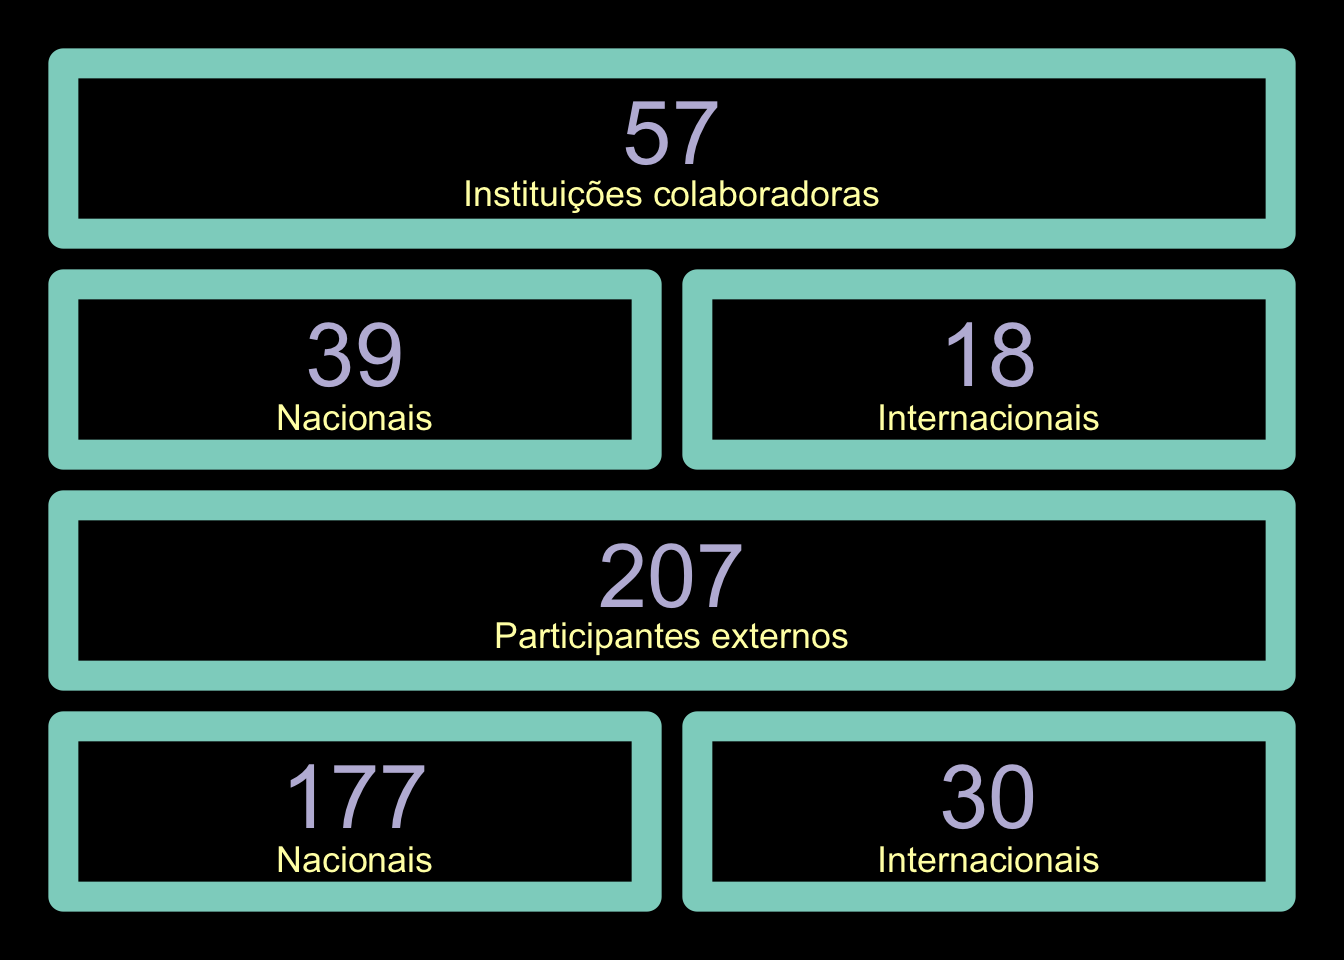 57
Instituições colaboradoras
39
Nacionais
18
Internacionais
207
Participantes externos
177
Nacionais
30
Internacionais